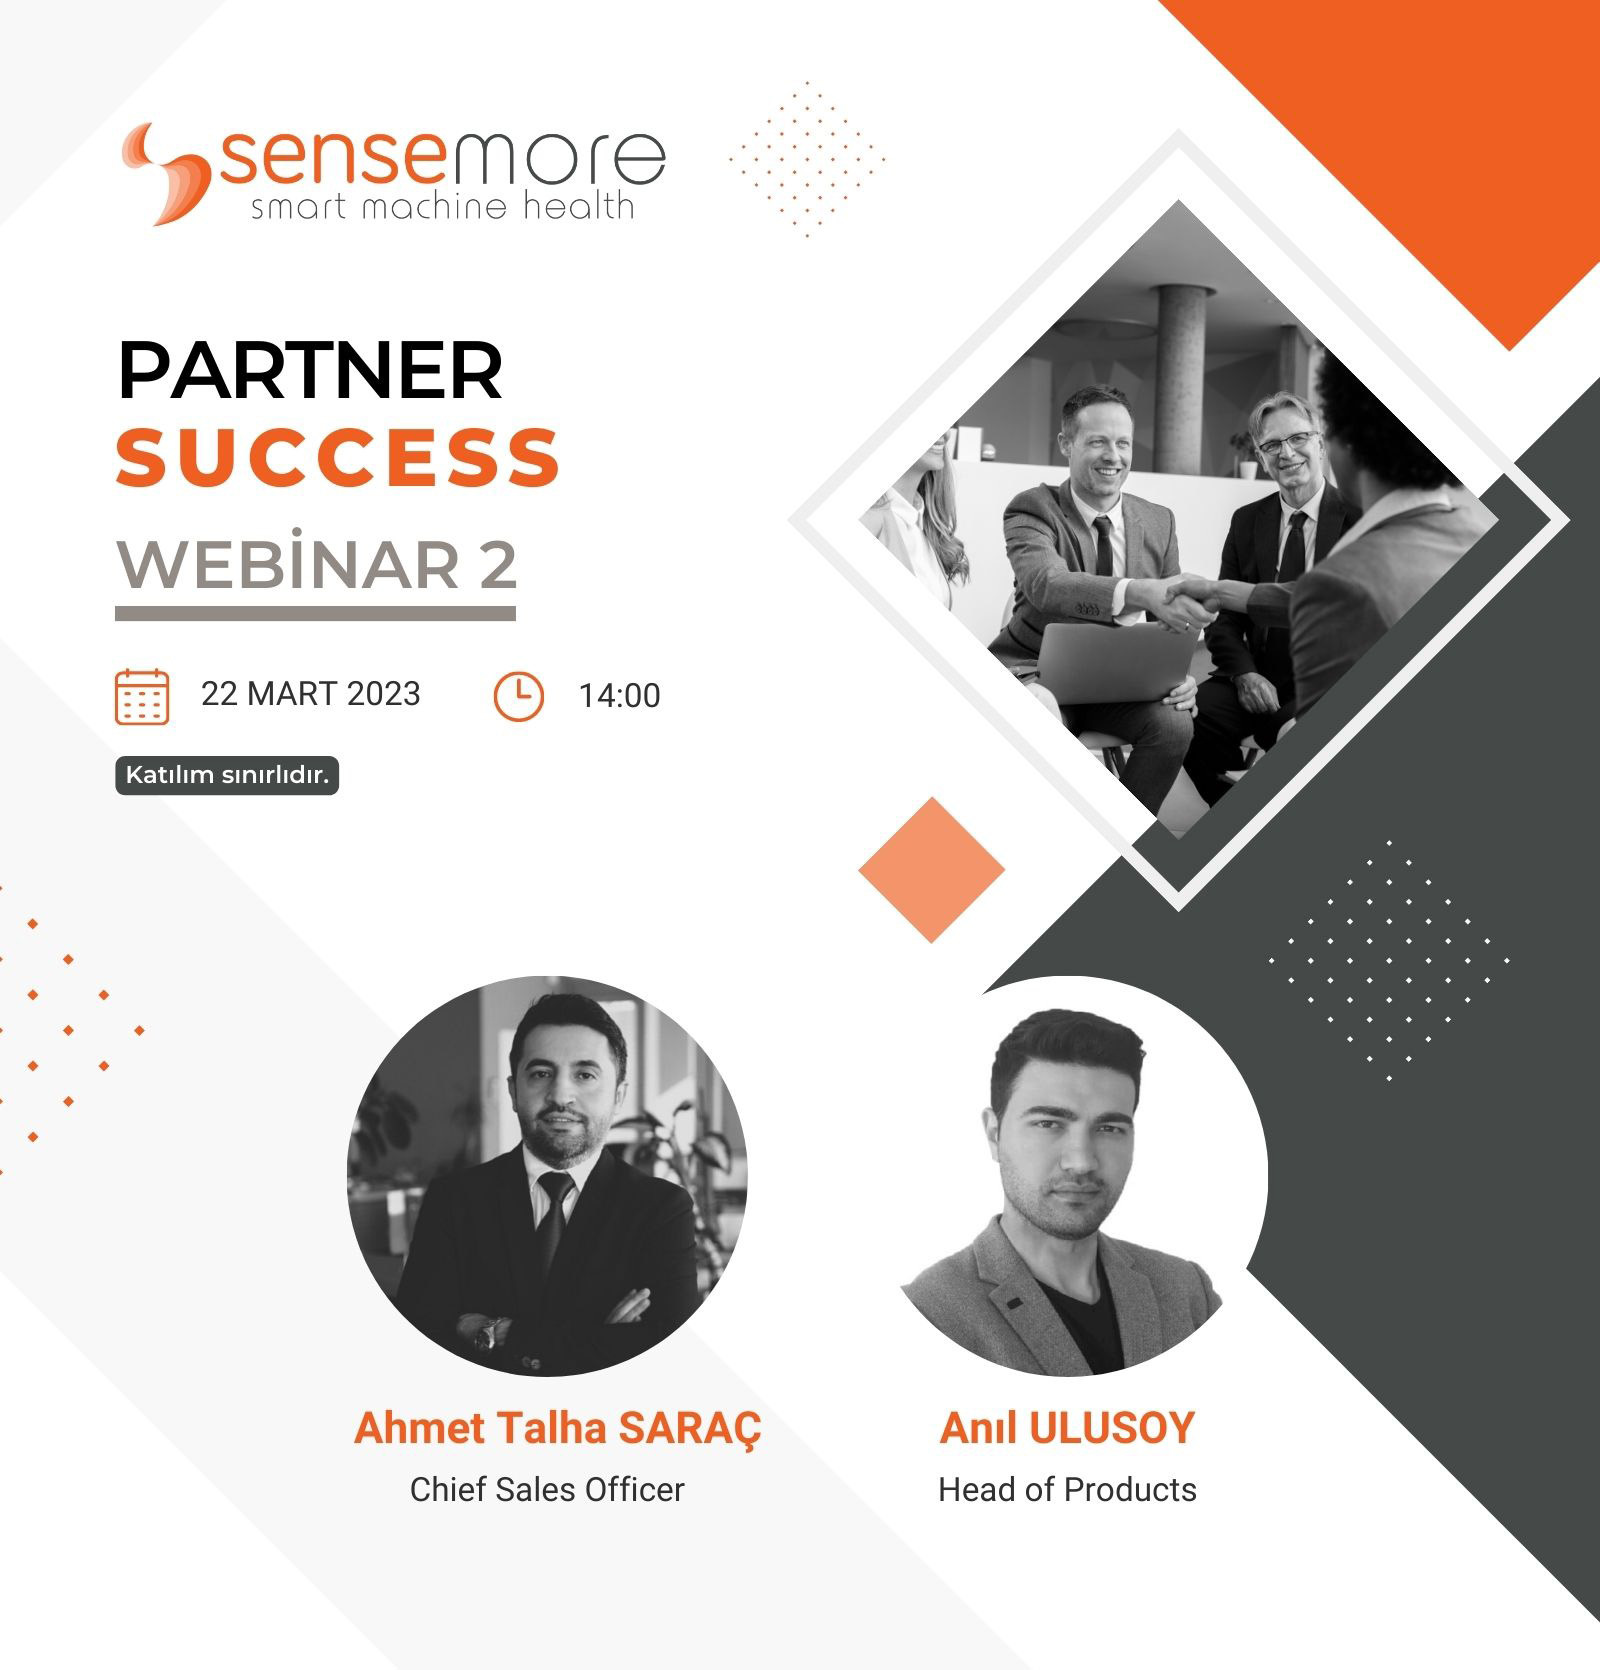 sensemore
smart machine health
PARTNER
SUCCESS
WEBİNAR 2
22 MART 2023
14:00
Katılım sınırlıdır.
Ahmet Talha SARAÇ
Chief Sales Officer
Anıl ULUSOY
Head of Products